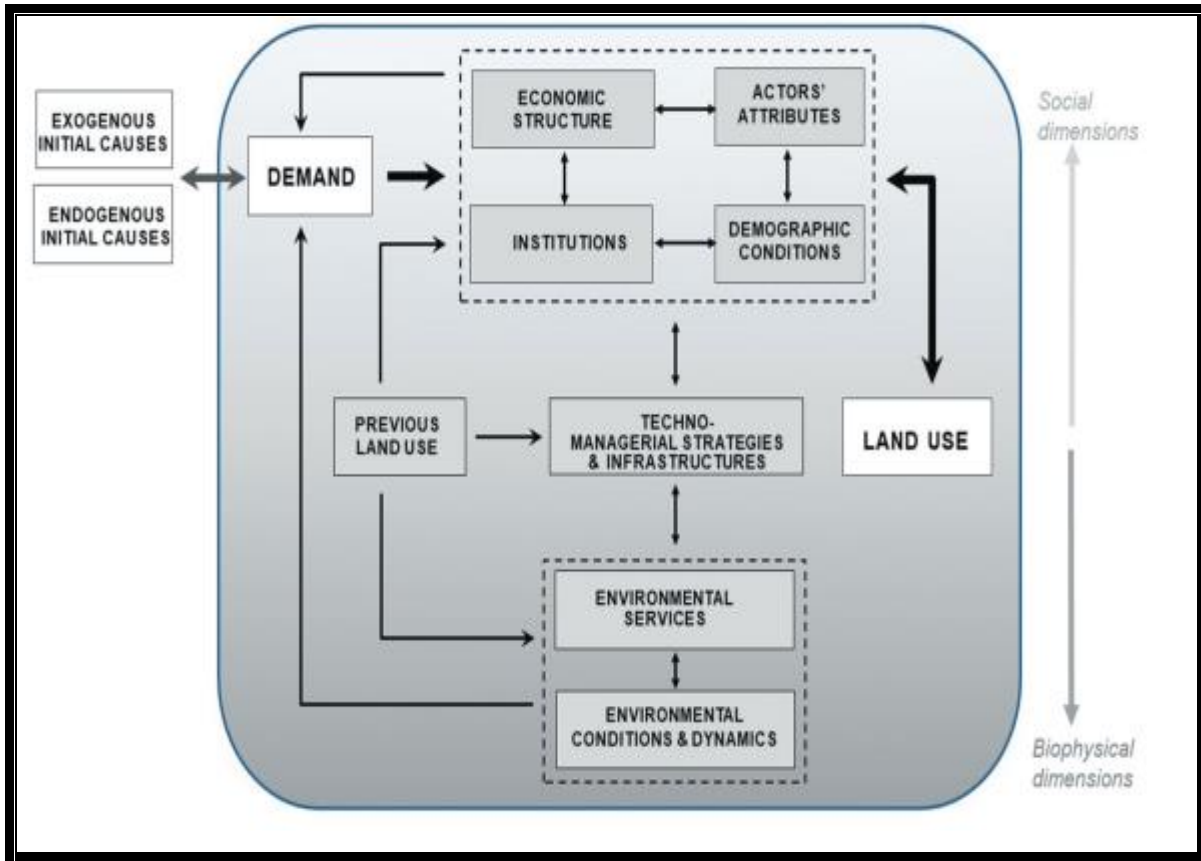 EXOGENOUS
INITIAL CAUSES
ENDOGENOUS
INITIAL CAUSES
DEMAND
ECONOMIC
STRUCTURE
ACTORS'
ATTRIBUTES
INSTITUTIONS
DEMOGRAPHIC
CONDITIONS
PREVIOUS
LAND USE
TECHNO-
MANAGERIAL STRATEGIES
& INFRASTRUCTURES
LAND USE
ENVIRONMENTAL
SERVICES
ENVIRONMENTAL
CONDITIONS & DYNAMICS
Social
dimensions
Biophysical
dimensions